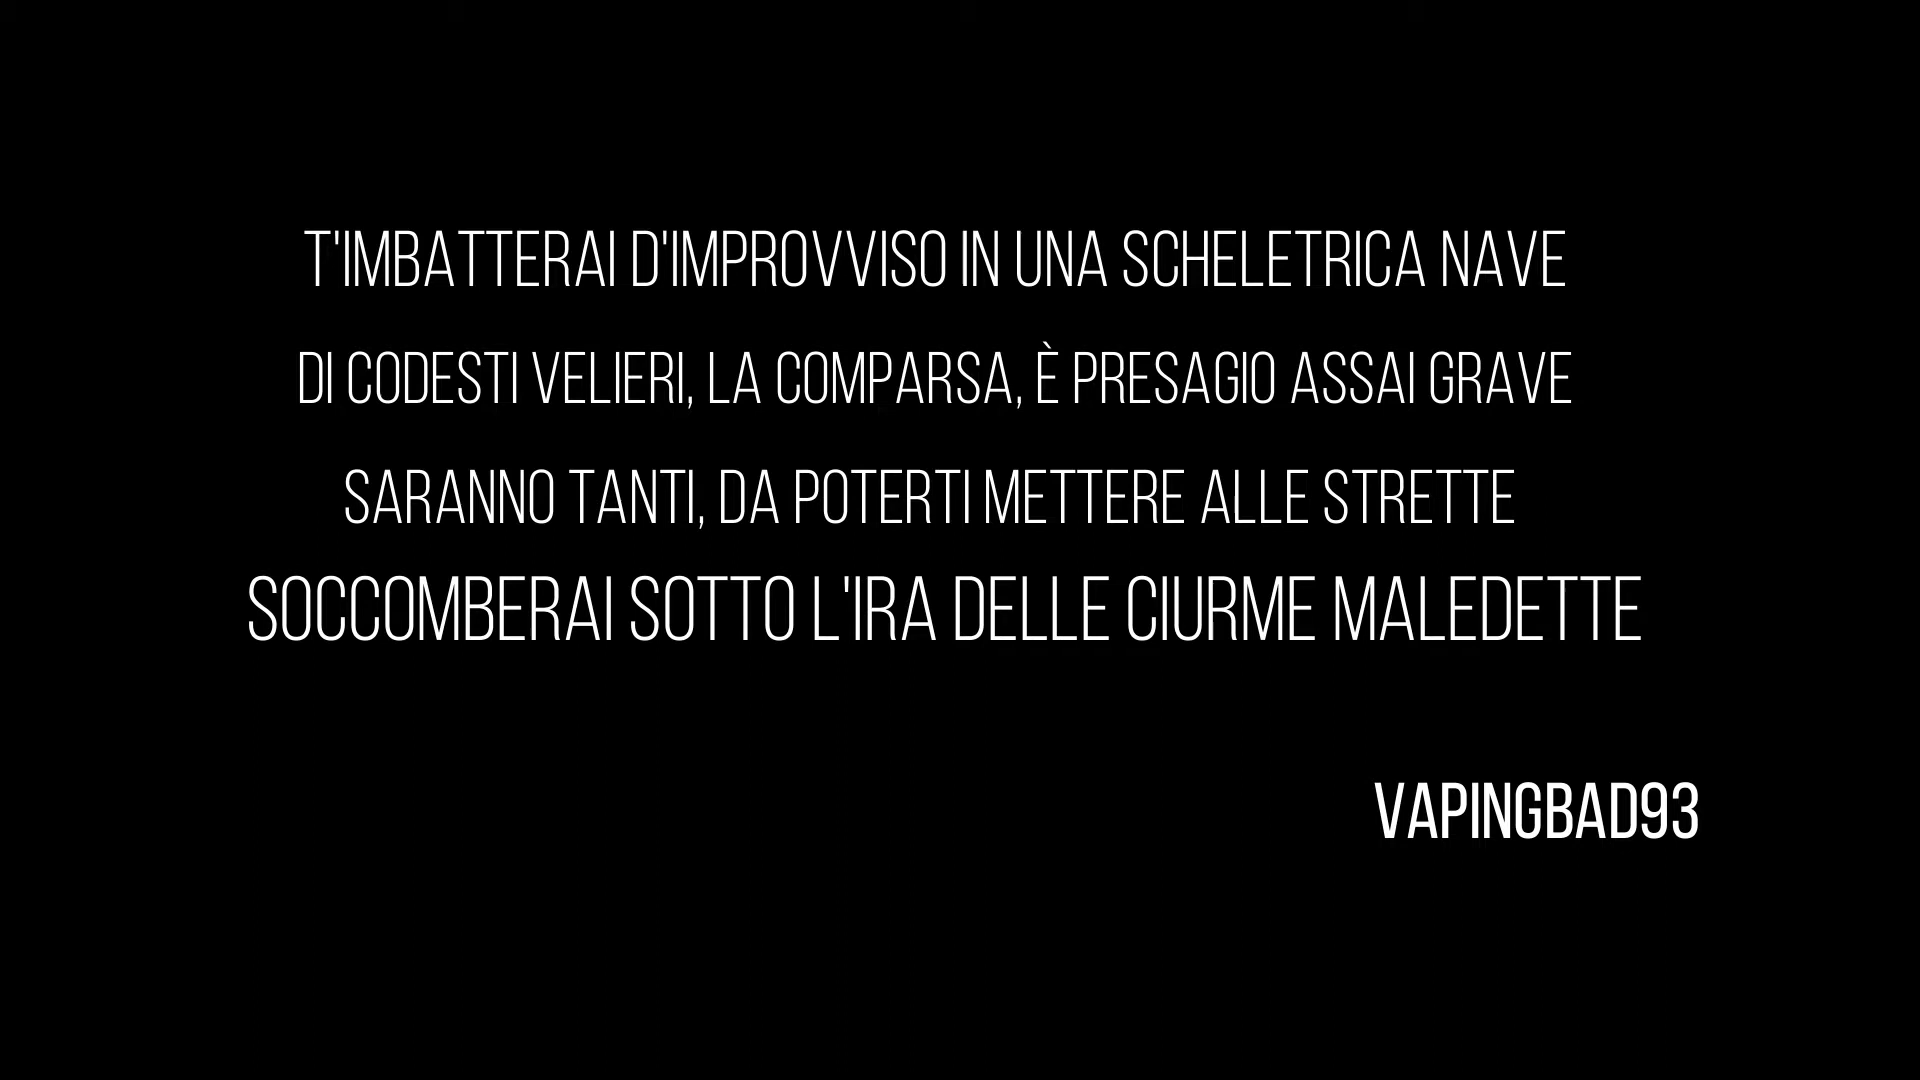 T'IMBATTERAI D'IMPROVVISO IN UNA SCHELETRICA NAVE
DI CODESTI VELIERI, LA COMPARSA, È PRESAGIO ASSAI GRAVE
SARANNO TANTI, DA POTERTI METTERE ALLE STRETTE
SOCCOMBERAI SOTTO L'IRA DELLE CIURME MALEDETTE
VAPINGBAD93